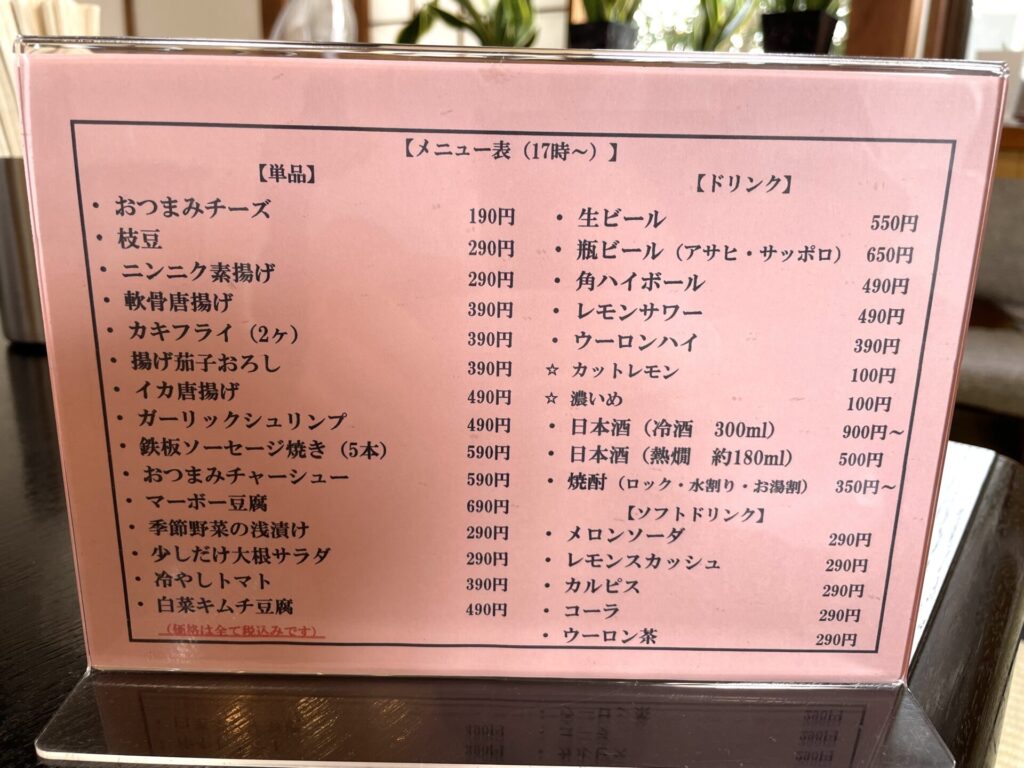 【メニュー表（17時～）】
【単品】
・おつまみチーズ 190円
・枝豆 290円
・ニンニク素揚げ 290円
・軟骨唐揚げ 390円
・カキフライ（2ヶ） 390円
・揚げ茄子おろし 390円
・イカ唐揚げ 490円
・ガーリックシュリンプ 490円
・鉄板ソーセージ焼き（5本） 590円
・おつまみチャーシュー 590円
・マーボー豆腐 690円
・季節野菜の浅漬け 290円
・少しだけ大根サラダ 290円
・冷やしトマト 390円
・白菜キムチ豆腐 490円
（価格は全て税込みです）
【ドリンク】
・生ビール 550円
・瓶ビール（アサヒ・サッポロ） 650円
・角ハイボール 490円
・レモンサワー 490円
・ウーロンハイ 390円
☆ カットレモン 100円
☆ 濃いめ 100円
・日本酒（冷酒　300ml） 900円～
・日本酒（熱燗　約180ml） 500円
・焼酎（ロック・水割り・お湯割） 350円～
【ソフトドリンク】
・メロンソーダ 290円
・レモンスカッシュ 290円
・カルピス 290円
・コーラ 290円
・ウーロン茶 290円